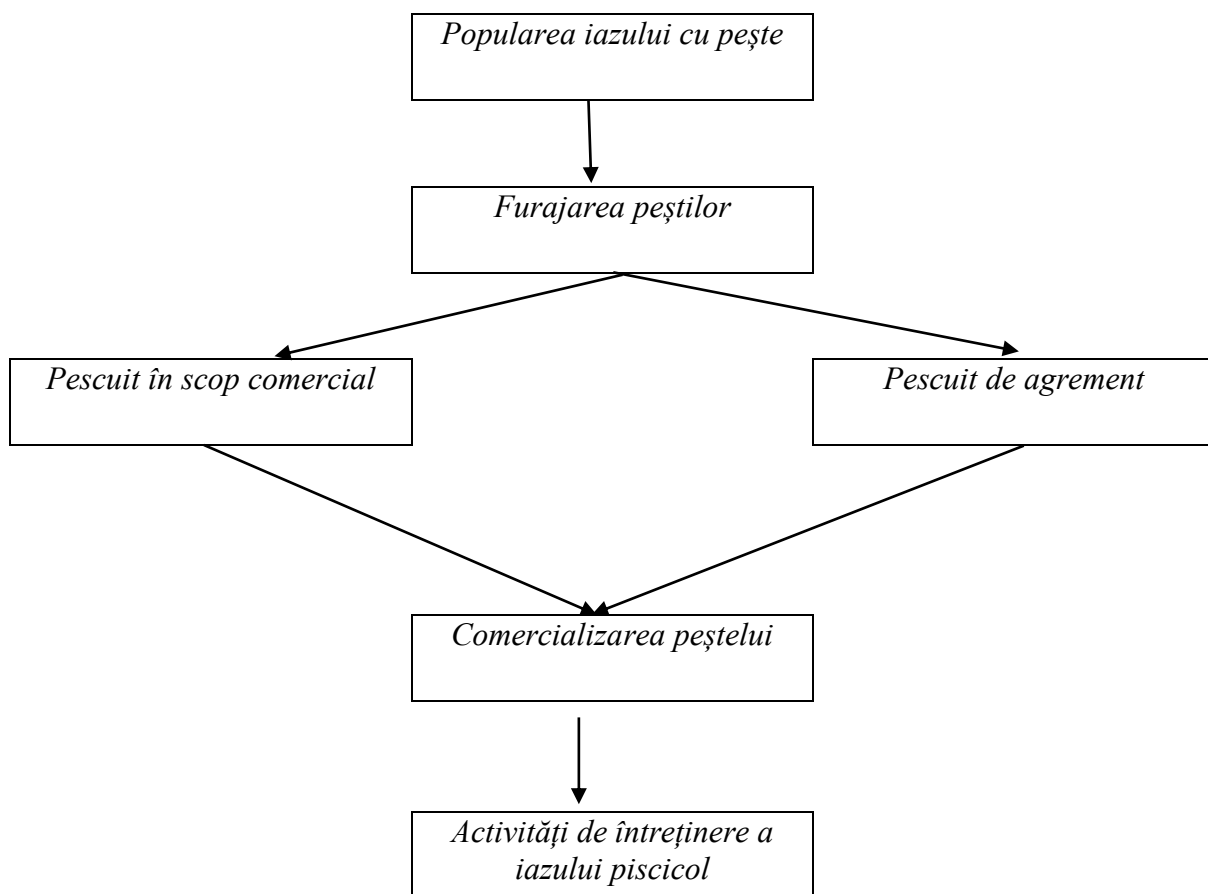 Popularea iazului cu pește
Furajarea peștilor
Pescuit în scop comercial
Pescuit de agrement
Comercializarea peștelui
Activități de întreținere a
iazului piscicol